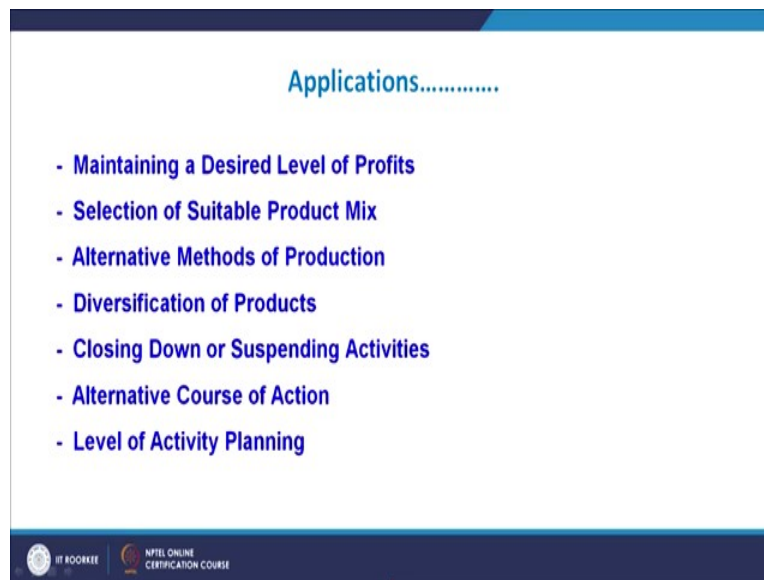 Applications.............
- Maintaining a Desired Level of Profits
- Selection of Suitable Product Mix
- Alternative Methods of Production
- Diversification of Products
- Closing Down or Suspending Activities
- Alternative Course of Action
- Level of Activity Planning
IIT ROORKEE
NPTEL ONLINE
CERTIFICATION COURSE